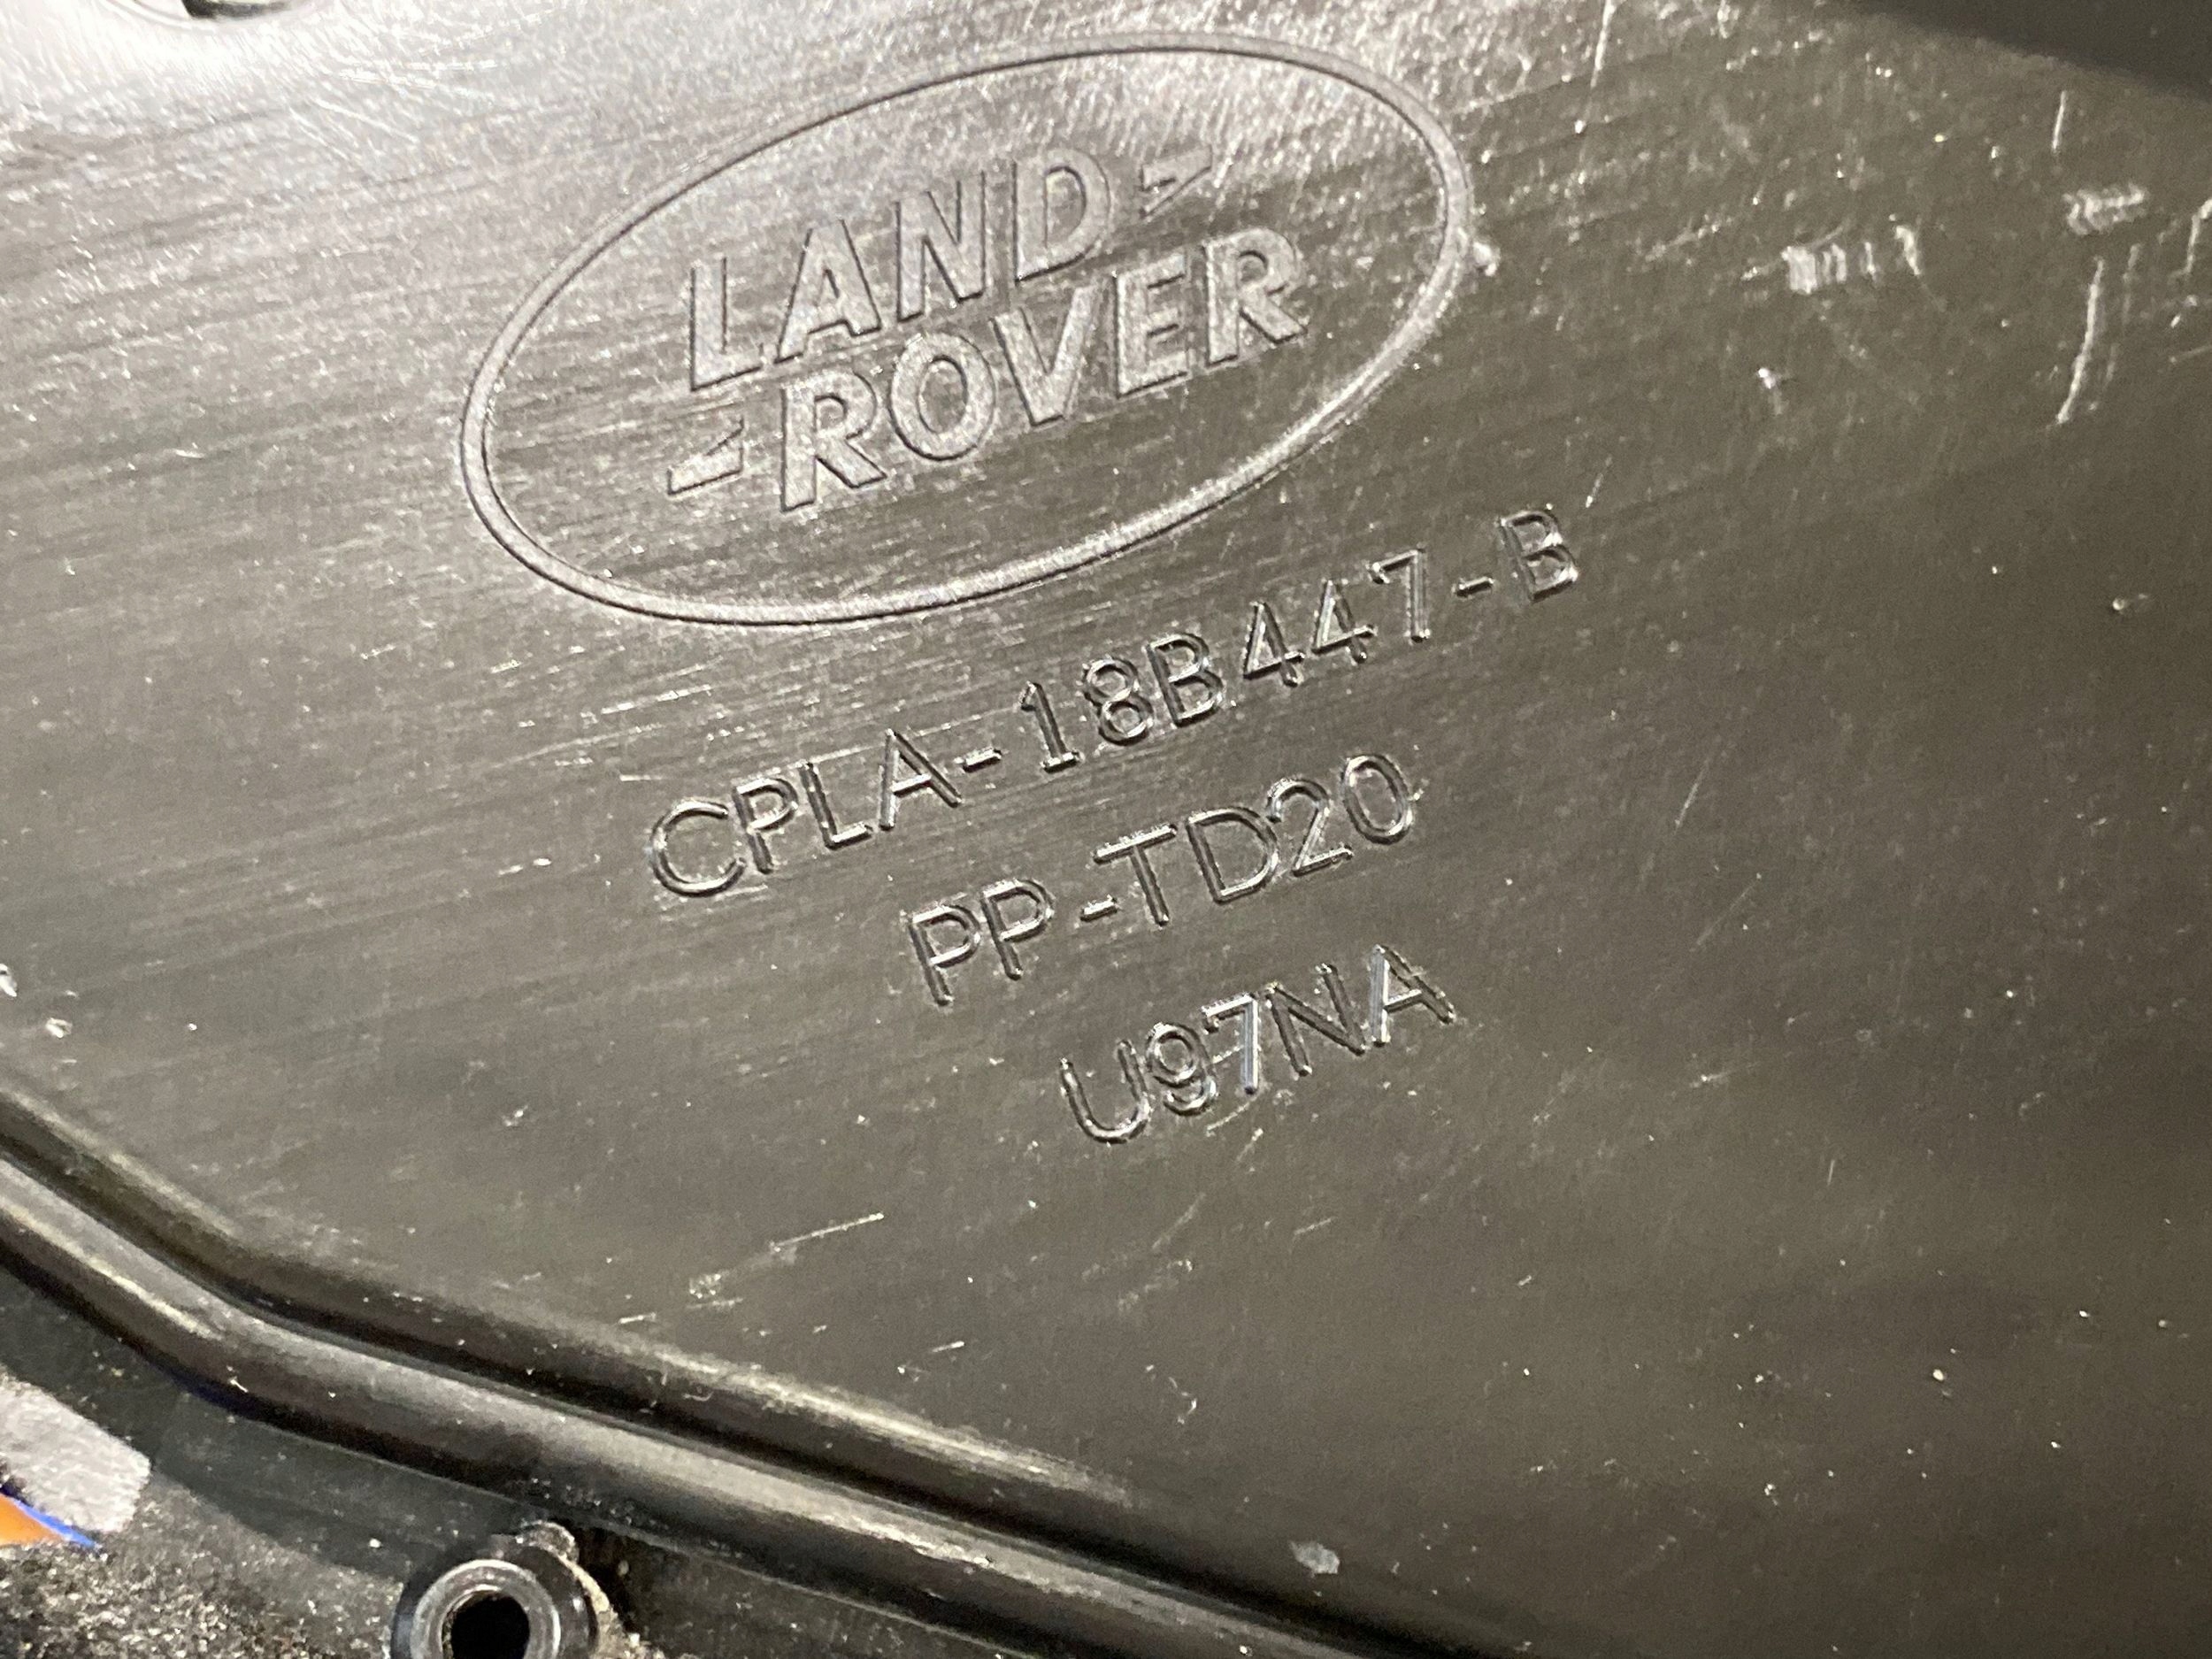 LAND
ROVER
CPLA-18B447-B
PP-TD20
U97NA